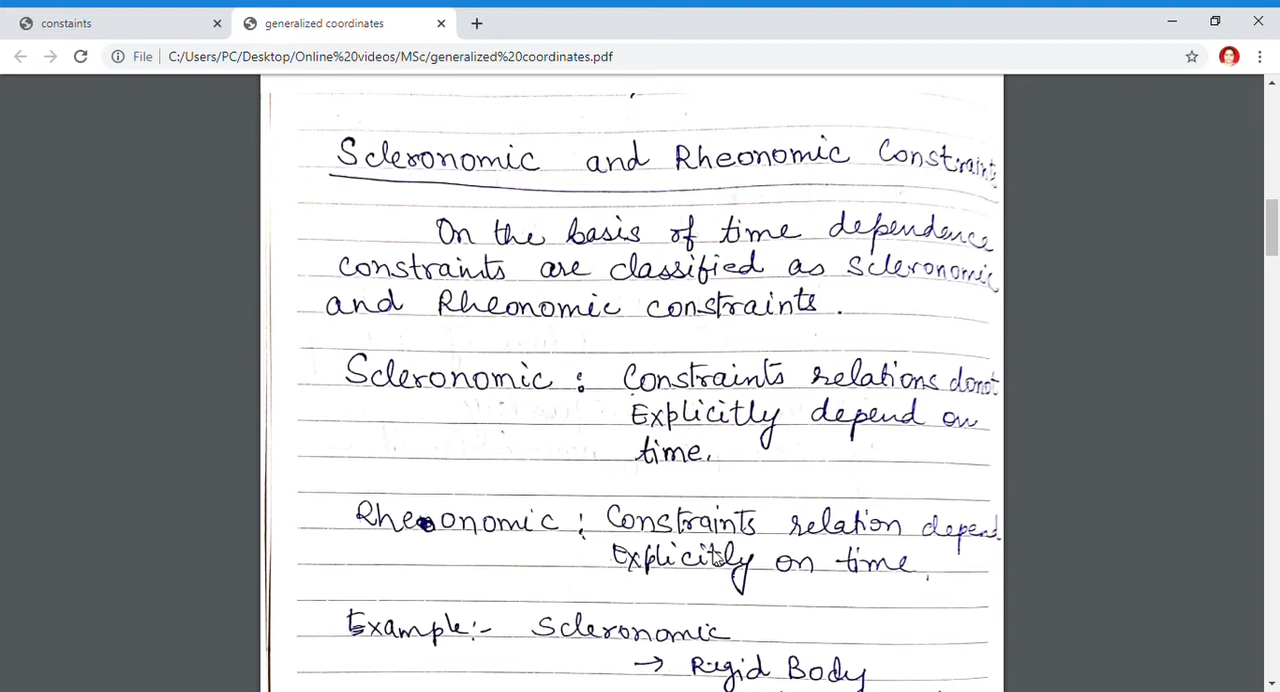 constaints
generalized coordinates
File
C:/Users/PC/Desktop/Online%20videos/MSc/generalized%20coordinates.pdf
Scleronomic and Rheonomic Constraints
On the basis of time dependence
constraints are classified as Scleronomic
and Rheonomic constraints.
Scleronomic : Constraints relations donot
Explicitly depend on
time.
Rheonomic : Constraints relation depend
Explicitly on time.
Example:- Scleronomic
→ Rigid Body